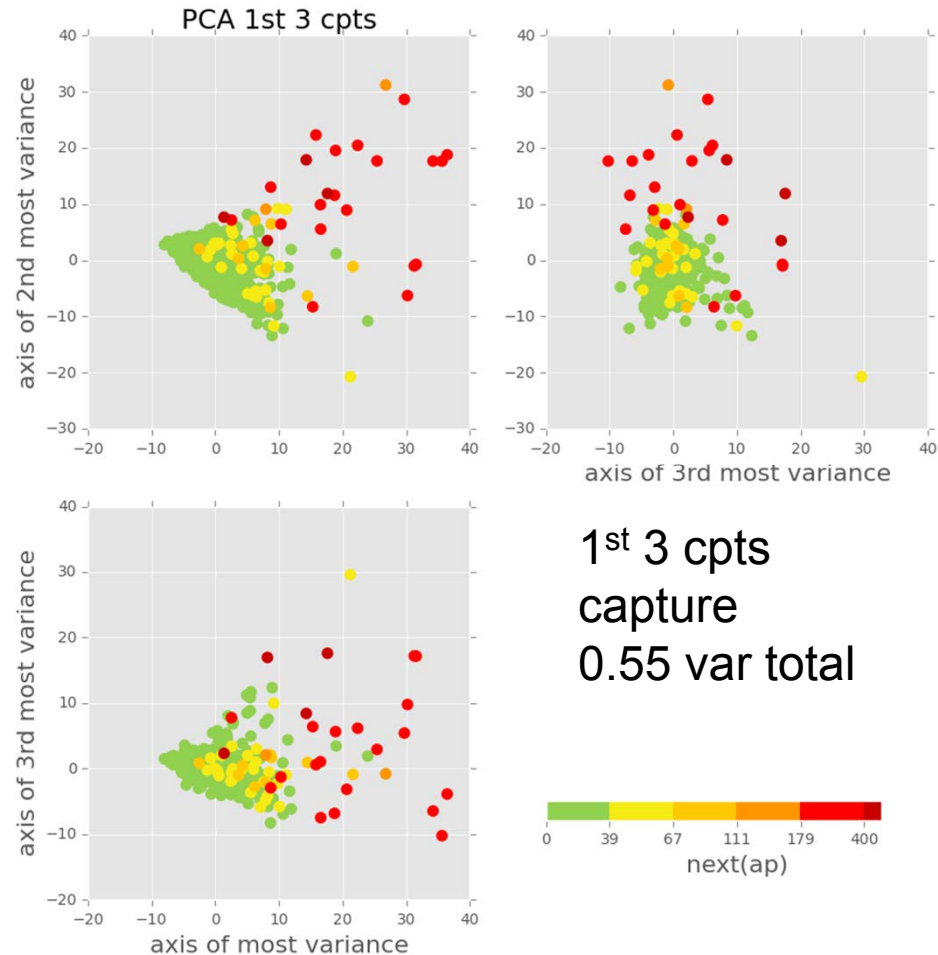 PCA 1st 3 cpts
axis of 2nd most variance
40
30
20
10
0
−10
−20
−30
−20 −10 0 10 20 30 40
40
30
20
10
0
−10
−20
−30
−20 −10 0 10 20 30 40
axis of 3rd most variance
axis of 3rd most variance
40
30
20
10
0
−10
−20
−20 −10 0 10 20 30 40
axis of most variance
1st 3 cpts
capture
0.55 var total
0 39 67 111 179 400
next(ap)